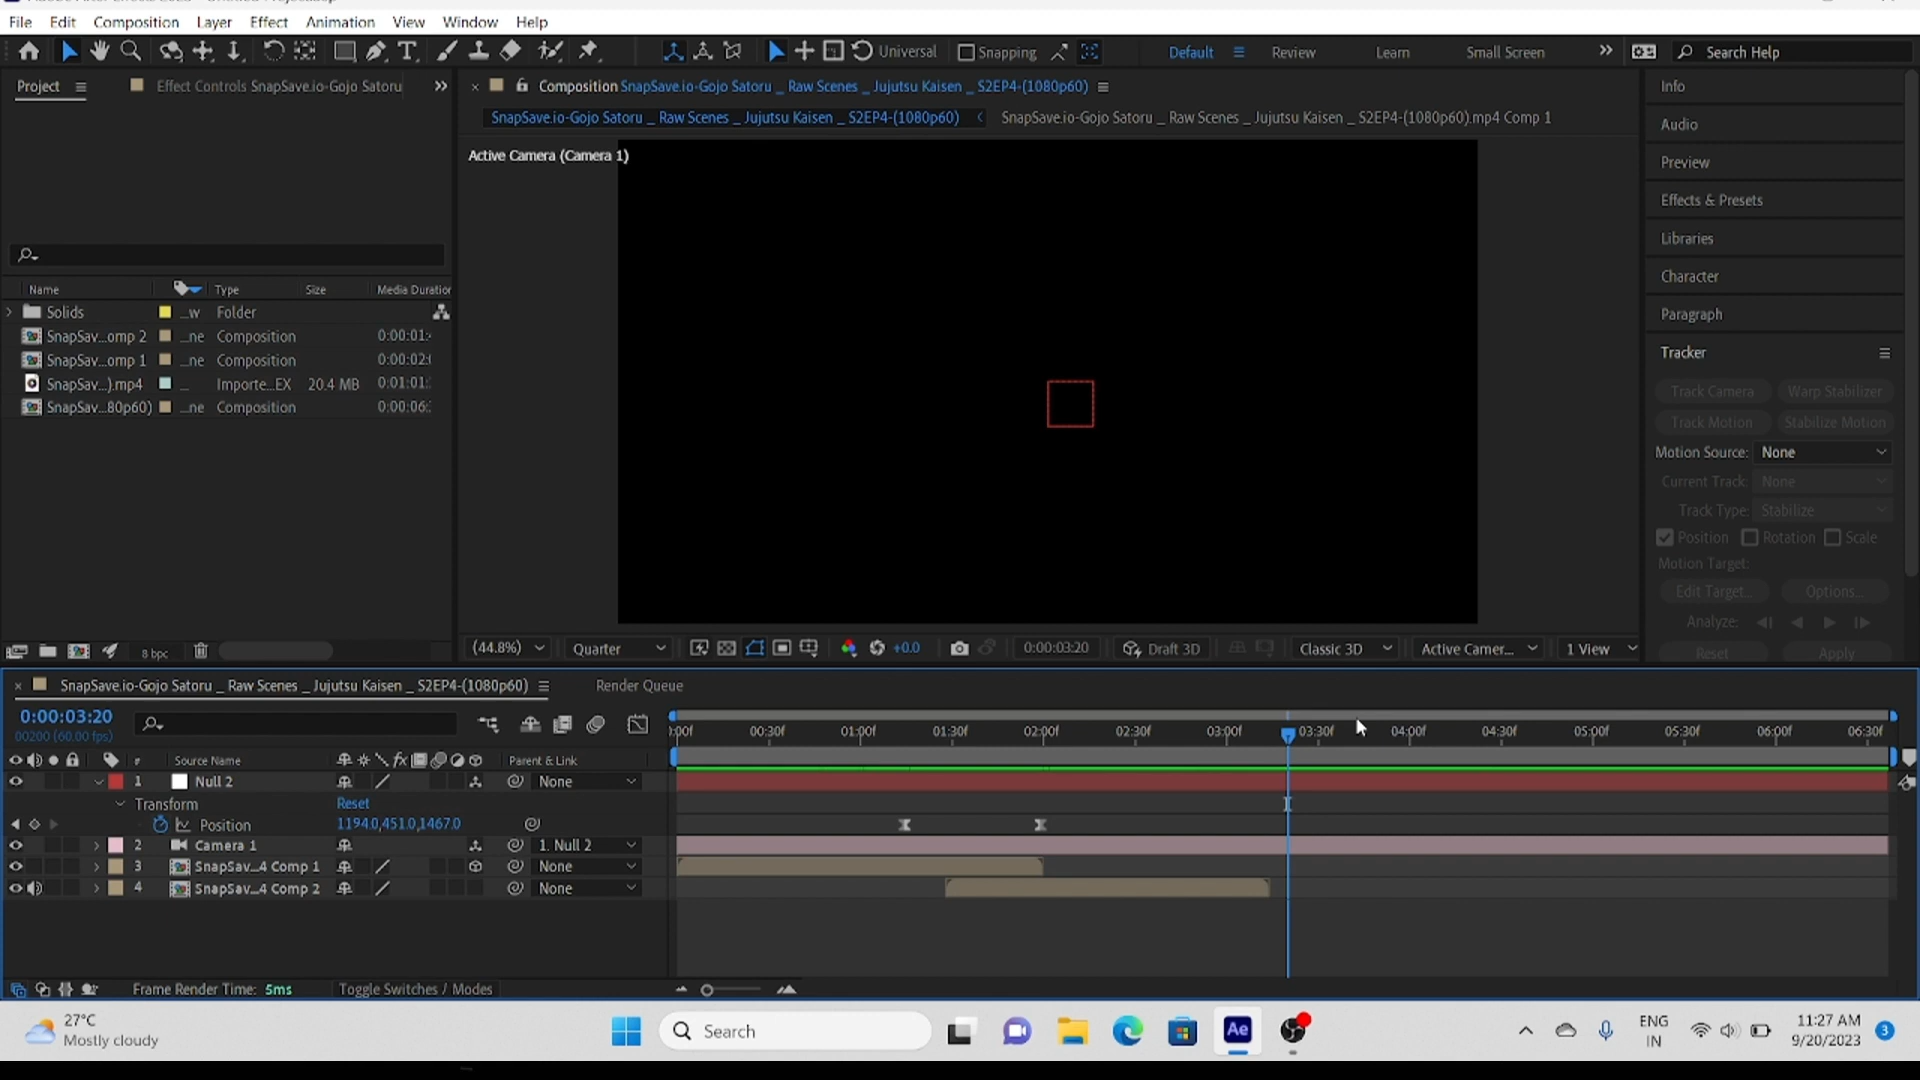 File Edit Composition Layer Effect Animation View Window Help
Universal Snapping Default Review Learn Small Screen Search Help
Project Effect Controls SnapSave.io-Gojo Satoru
Composition SnapSave.io-Gojo Satoru _ Raw Scenes _ Jujutsu Kaisen _ S2EP4-(1080p60)
SnapSave.io-Gojo Satoru _ Raw Scenes _ Jujutsu Kaisen _ S2EP4-(1080p60) SnapSave.io-Gojo Satoru _ Raw Scenes _ Jujutsu Kaisen _ S2EP4-(1080p60).mp4 Comp 1
Active Camera (Camera 1)
Name Type Size Media Duration
Solids ..w Folder
SnapSav...omp 2 ...ne Composition 0:00:01:
SnapSav...omp 1 ...ne Composition 0:00:02:
SnapSav...).mp4 ... Importe...EX 20.4 MB 0:01:01:
SnapSav...80p60) ...ne Composition 0:00:06:
8 bpc
(44.8%) Quarter +0.0 0:00:03:20 Draft 3D Classic 3D Active Camer... 1 View
Info
Audio
Preview
Effects & Presets
Libraries
Character
Paragraph
Tracker
Track Camera Warp Stabilizer
Track Motion Stabilize Motion
Motion Source: None
Current Track: None
Track Type: Stabilize
Position Rotation Scale
Motion Target:
Edit Target... Options...
Analyze:
Reset Apply
SnapSave.io-Gojo Satoru _ Raw Scenes _ Jujutsu Kaisen _ S2EP4-(1080p60) Render Queue
0:00:03:20
00200 (60.00 fps)
:00f 00:30f 01:00f 01:30f 02:00f 02:30f 03:00f 03:30f 04:00f 04:30f 05:00f 05:30f 06:00f 06:30f
# Source Name fx Parent & Link
1 Null 2 None
Transform Reset
Position 1194.0,451.0,1467.0
2 Camera 1 1. Null 2
3 SnapSav...4 Comp 1 None
4 SnapSav...4 Comp 2 None
Frame Render Time: 5ms Toggle Switches / Modes
27°C
Mostly cloudy
Search
Ae
ENG
IN
11:27 AM
9/20/2023
3